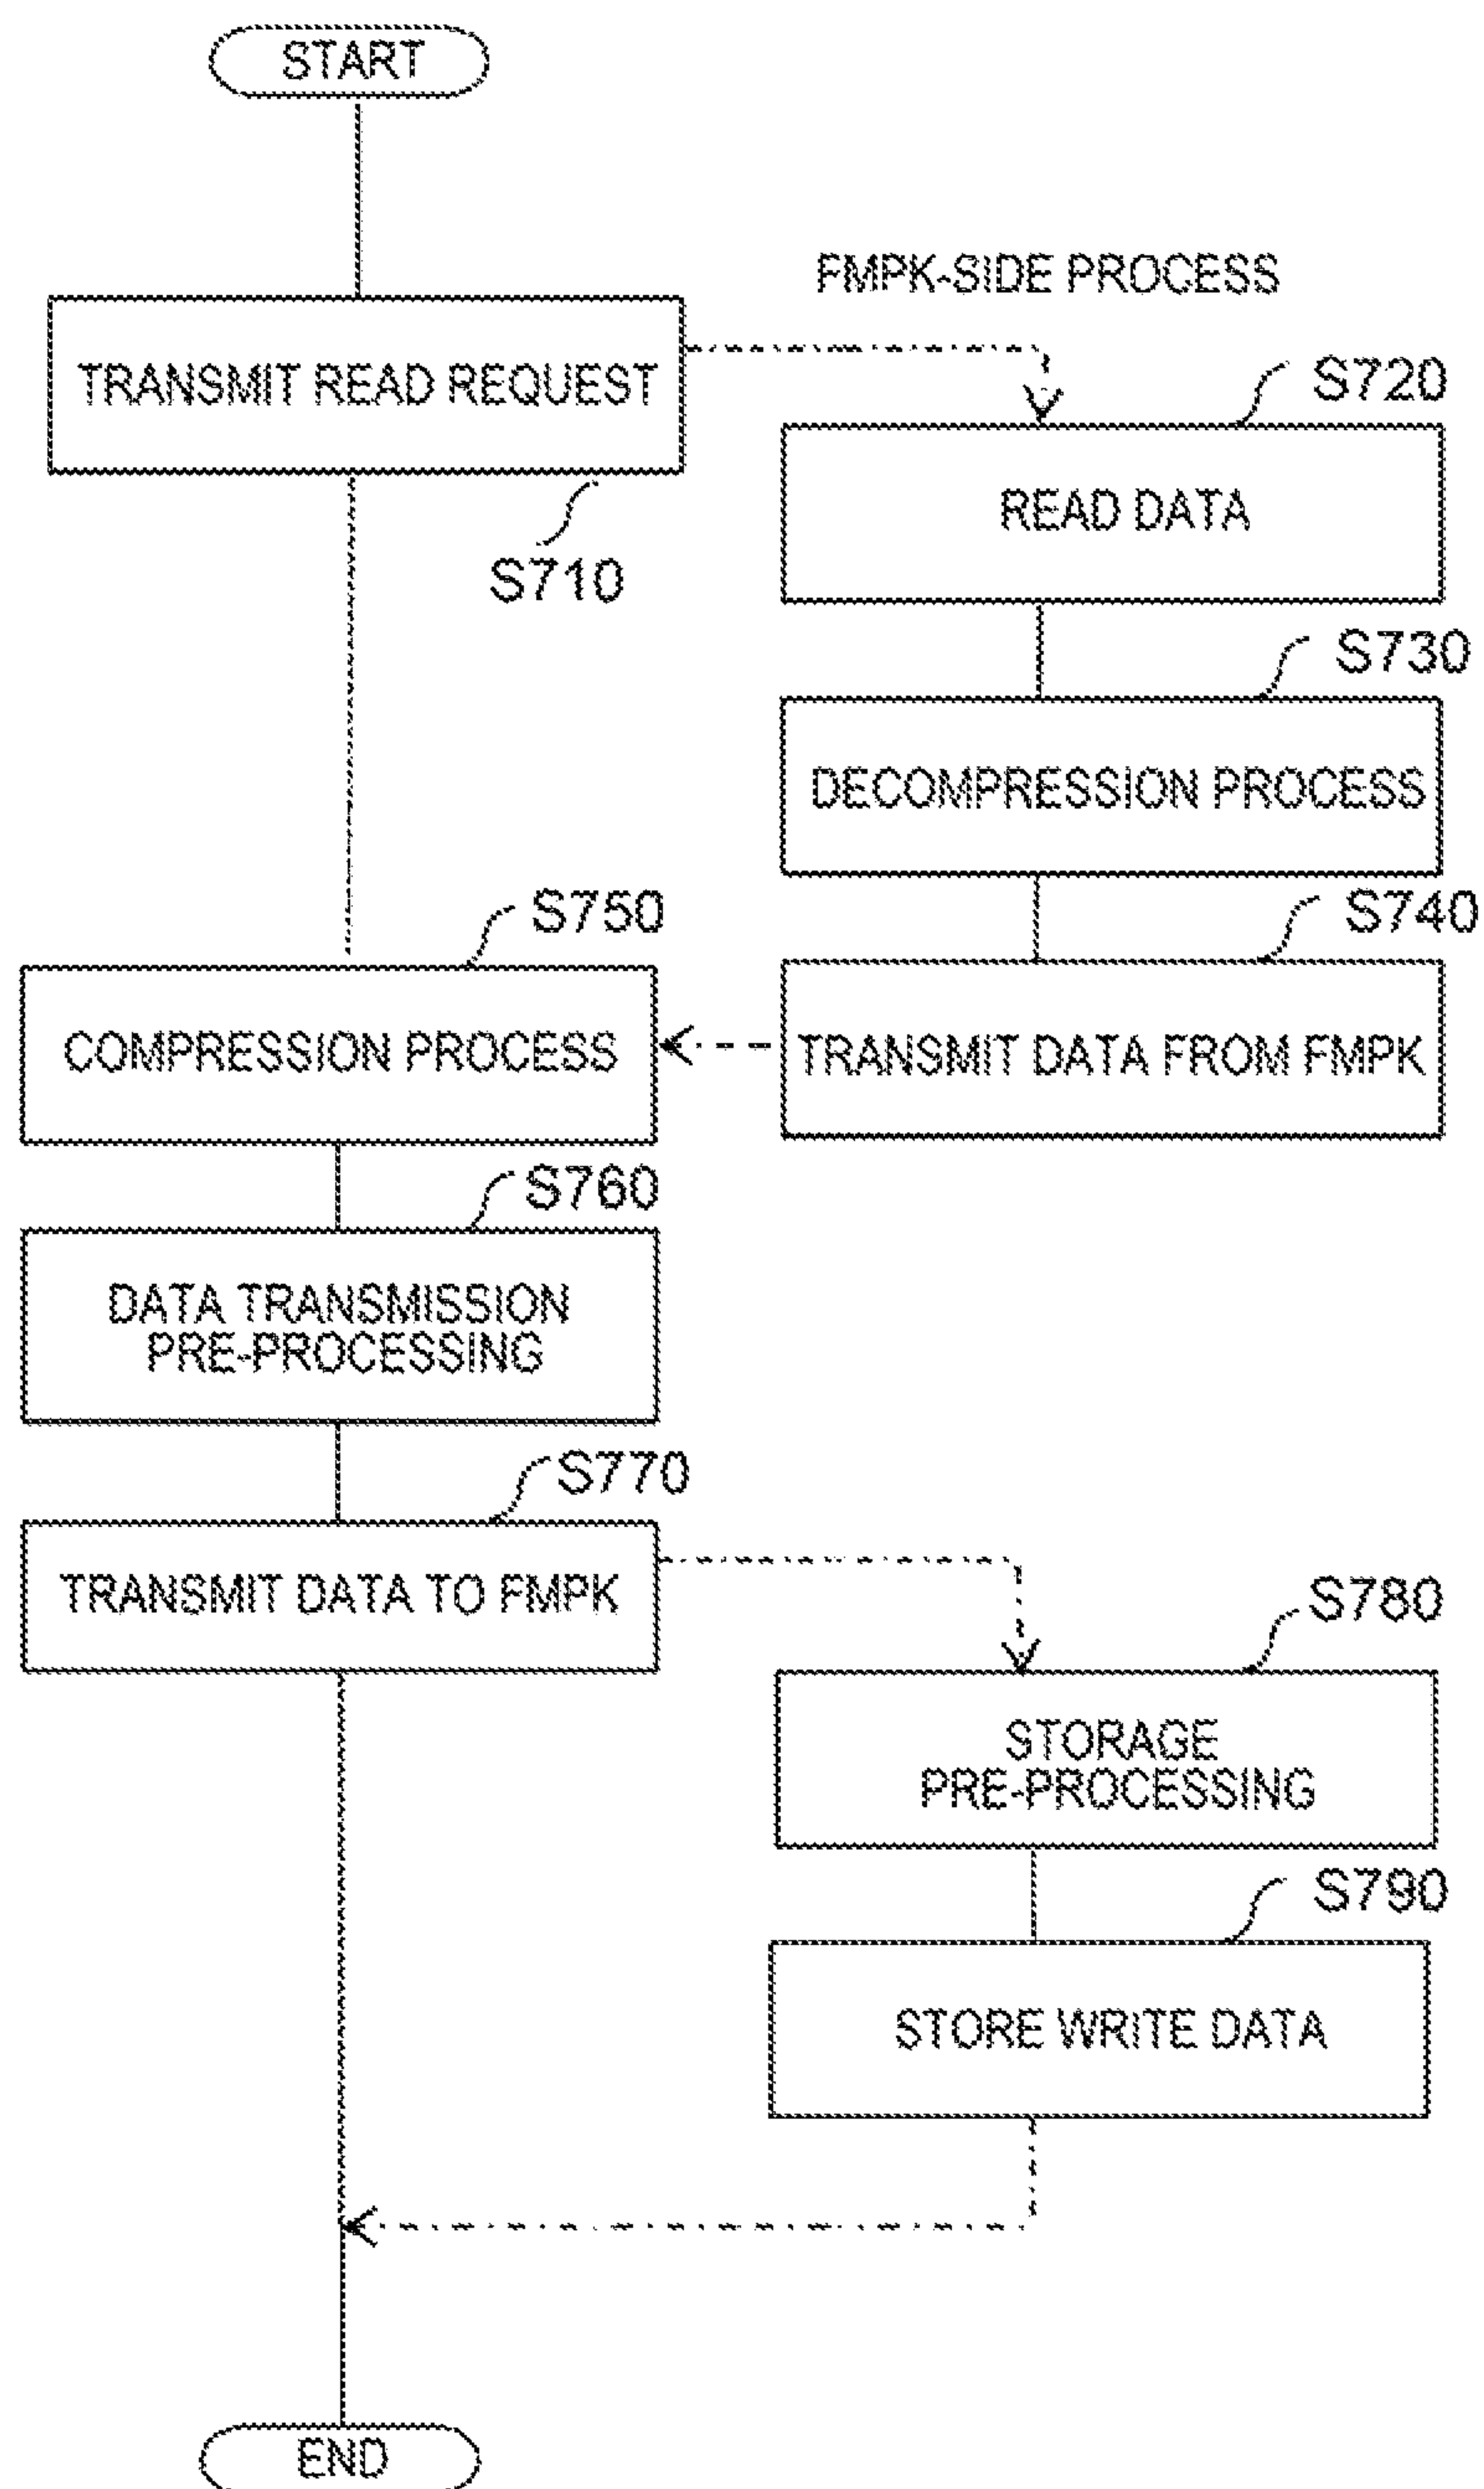 START
FMPK-SIDE PROCESS
TRANSMIT READ REQUEST
S710
S720
READ DATA
S730
DECOMPRESSION PROCESS
S740
TRANSMIT DATA FROM FMPK
S750
COMPRESSION PROCESS
S760
DATA TRANSMISSION
PRE-PROCESSING
S770
TRANSMIT DATA TO FMPK
S780
STORAGE
PRE-PROCESSING
S790
STORE WRITE DATA
END